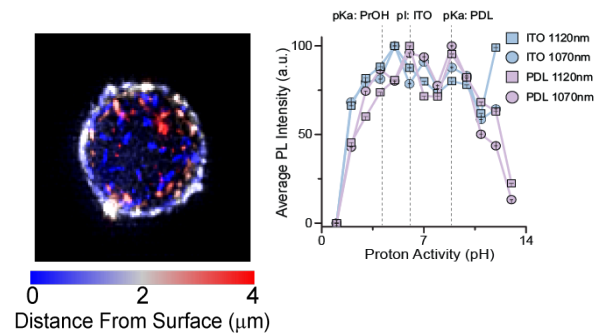 pKa: PrOH pI: ITO pKa: PDL
100
50
0
0 7 14
Average PL Intensity (a.u.)
Proton Activity (pH)
ITO 1120nm
ITO 1070nm
PDL 1120nm
PDL 1070nm
0 2 4
Distance From Surface (μm)